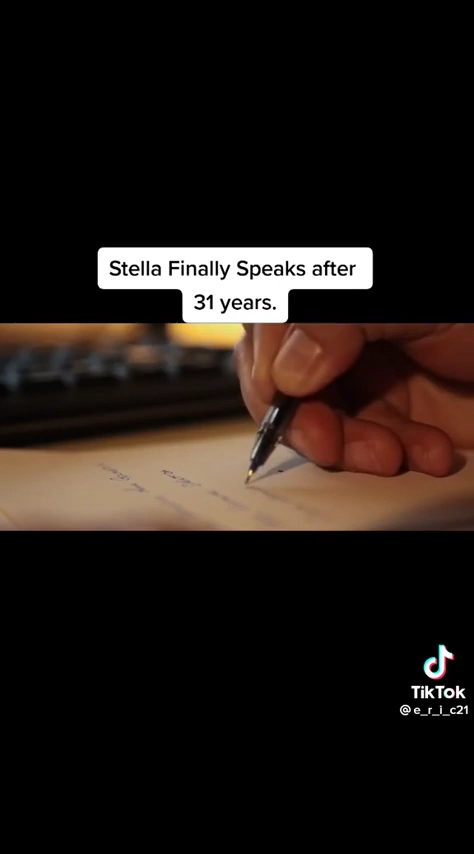 Stella Finally Speaks after
31 years.
TikTok
@e_r_i_c21